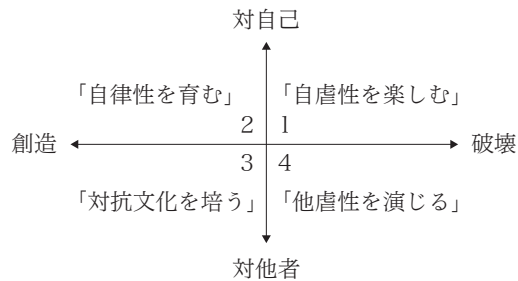 対自己
「自律性を育む」 「自虐性を楽しむ」
2 1
創造 破壊
3 4
「対抗文化を培う」 「他虐性を演じる」
対他者